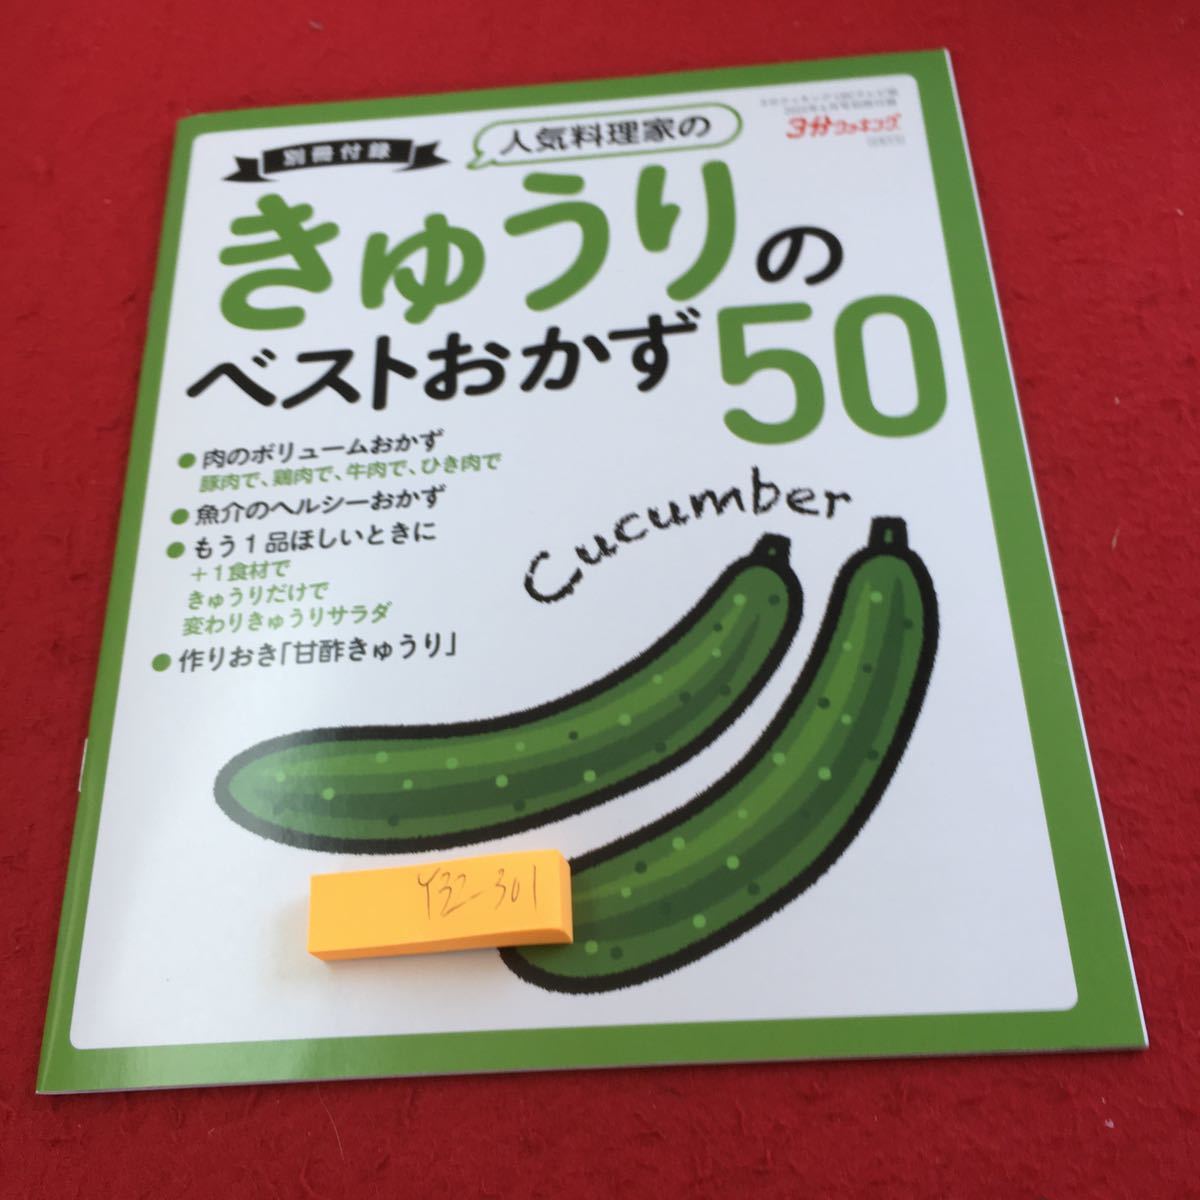 別冊付録
人気料理家の
3分クッキング
きゅうりの
ベストおかず50
●肉のボリュームおかず
豚肉で、鶏肉で、牛肉で、ひき肉で
●魚介のヘルシーおかず
●もう1品ほしいときに
+1食材で
きゅうりだけで
変わりきゅうりサラダ
●作りおき「甘酢きゅうり」
Cucumber
Y32-301